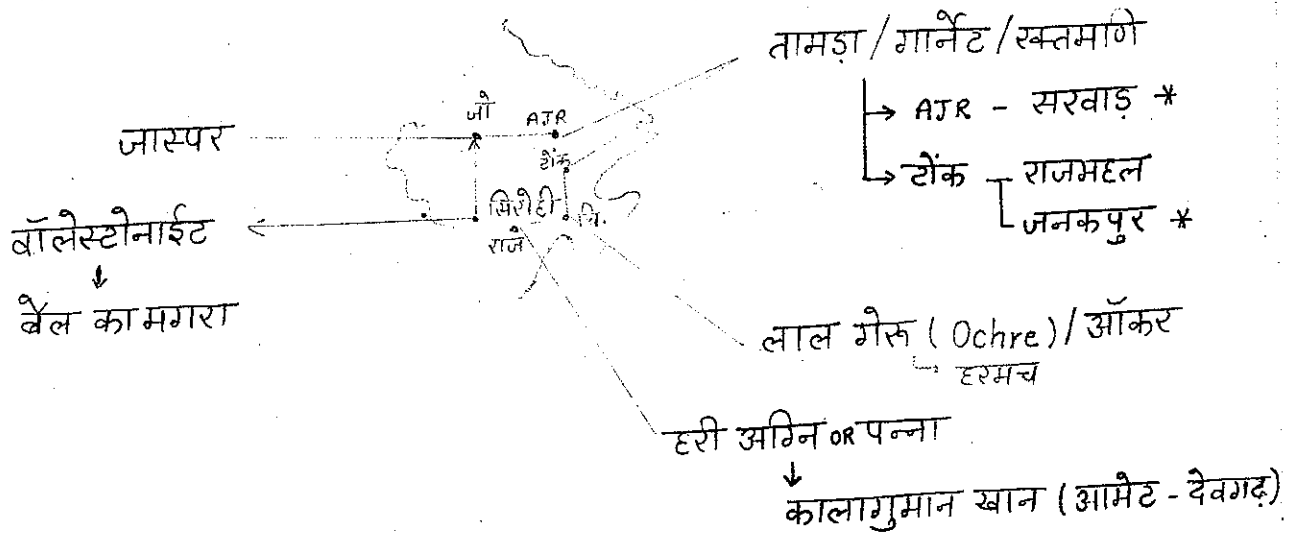 तामड़ा/गार्नेट/रक्तमणि
→ AJR - सरवाड़ *
→ टोंक - राजमहल
जनकपुर *
जो
AJR
जास्पर
टोंक
सिरोही
चि.
राज
वॉलेस्टोनाईट
↓
बैल का मगरा
लाल गेरू (Ochre)/ऑकर
हरमच
हरी अग्नि OR पन्ना
↓
कालागुमान खान (आमेट - देवगढ़)